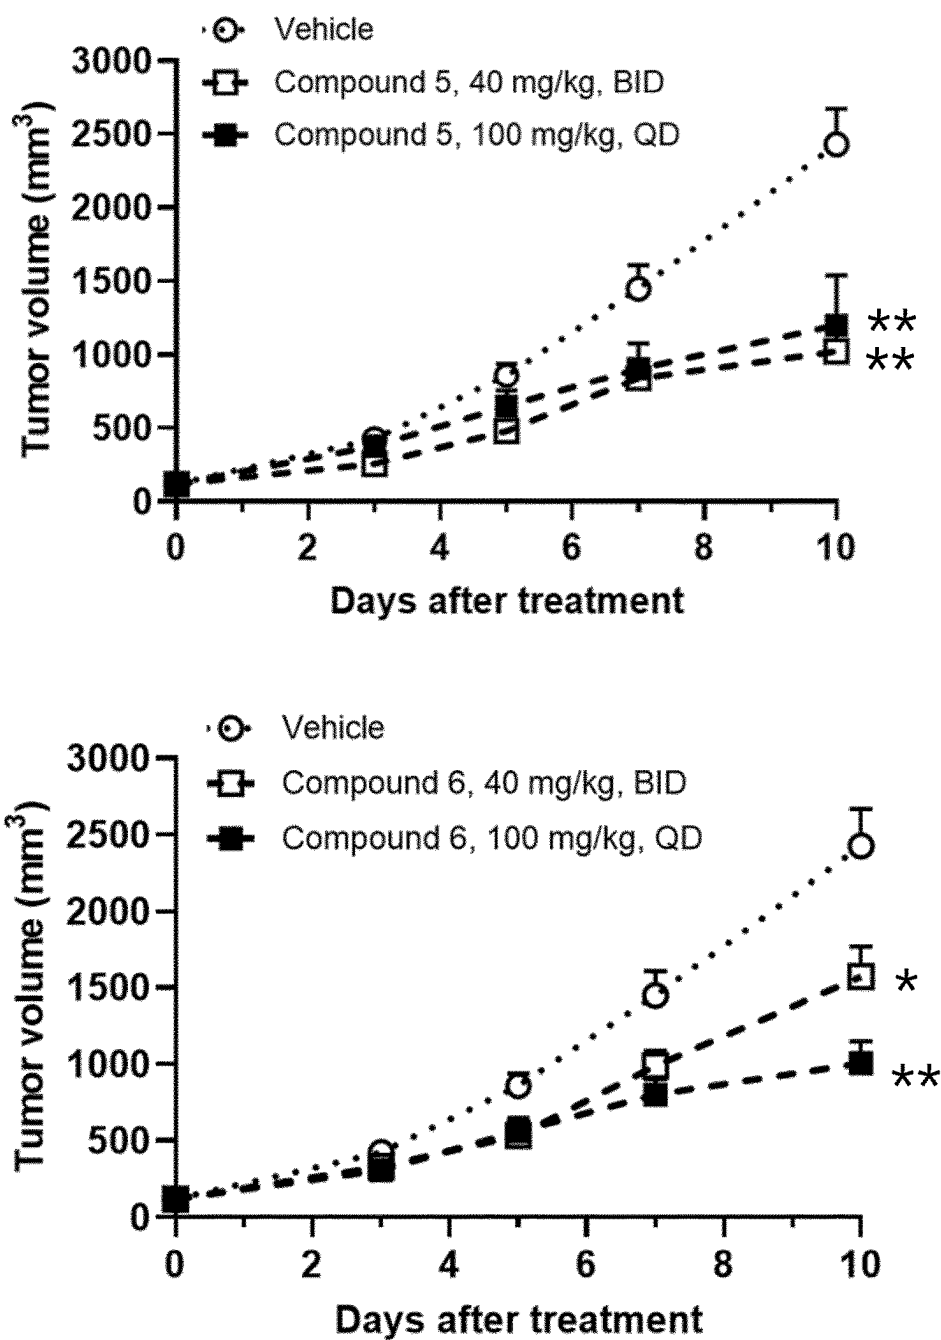 Vehicle
Compound 5, 40 mg/kg, BID
Compound 5, 100 mg/kg, QD
Tumor volume (mm³)
3000
2500
2000
1500
1000
500
0
**
**
0 2 4 6 8 10
Days after treatment
Vehicle
Compound 6, 40 mg/kg, BID
Compound 6, 100 mg/kg, QD
Tumor volume (mm³)
3000
2500
2000
1500
1000
500
0
*
**
0 2 4 6 8 10
Days after treatment